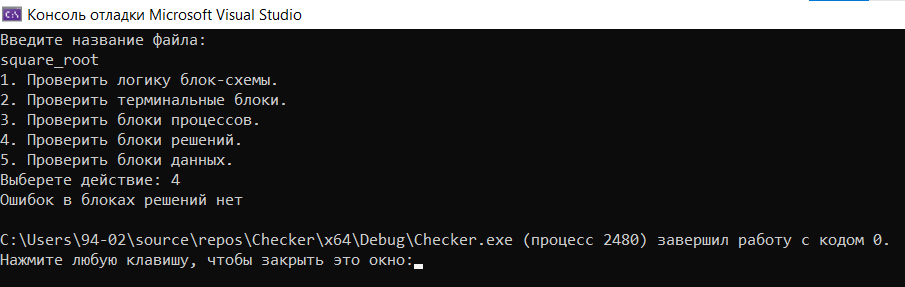 Консоль отладки Microsoft Visual Studio
Введите название файла:
square_root
1. Проверить логику блок-схемы.
2. Проверить терминальные блоки.
3. Проверить блоки процессов.
4. Проверить блоки решений.
5. Проверить блоки данных.
Выберете действие: 4
Ошибок в блоках решений нет
C:\Users\94-02\source\repos\Checker\x64\Debug\Checker.exe (процесс 2480) завершил работу с кодом 0.
Нажмите любую клавишу, чтобы закрыть это окно: